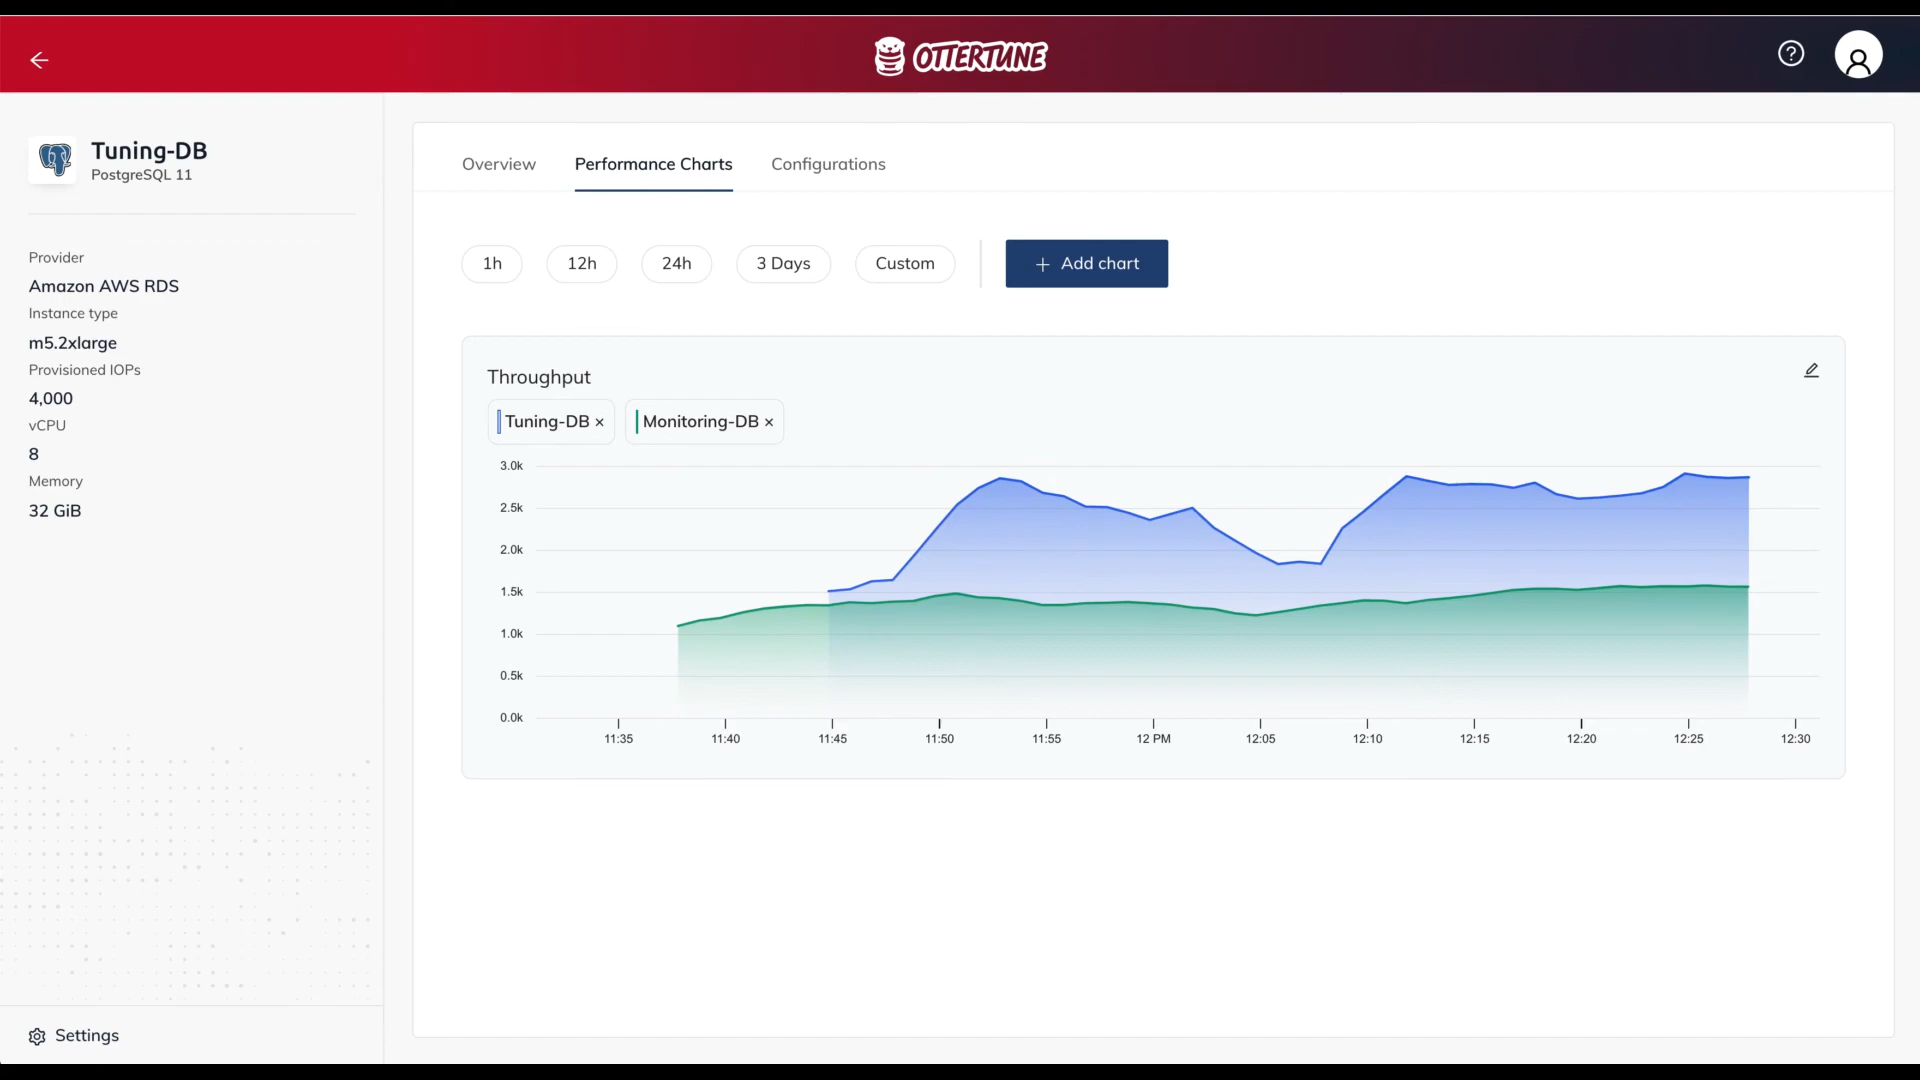 OTTERTUNE
Tuning-DB
PostgreSQL 11
Provider
Amazon AWS RDS
Instance type
m5.2xlarge
Provisioned IOPs
4,000
vCPU
8
Memory
32 GiB
Settings
Overview Performance Charts Configurations
1h 12h 24h 3 Days Custom + Add chart
Throughput
Tuning-DB × Monitoring-DB ×
3.0k
2.5k
2.0k
1.5k
1.0k
0.5k
0.0k
11:35 11:40 11:45 11:50 11:55 12 PM 12:05 12:10 12:15 12:20 12:25 12:30